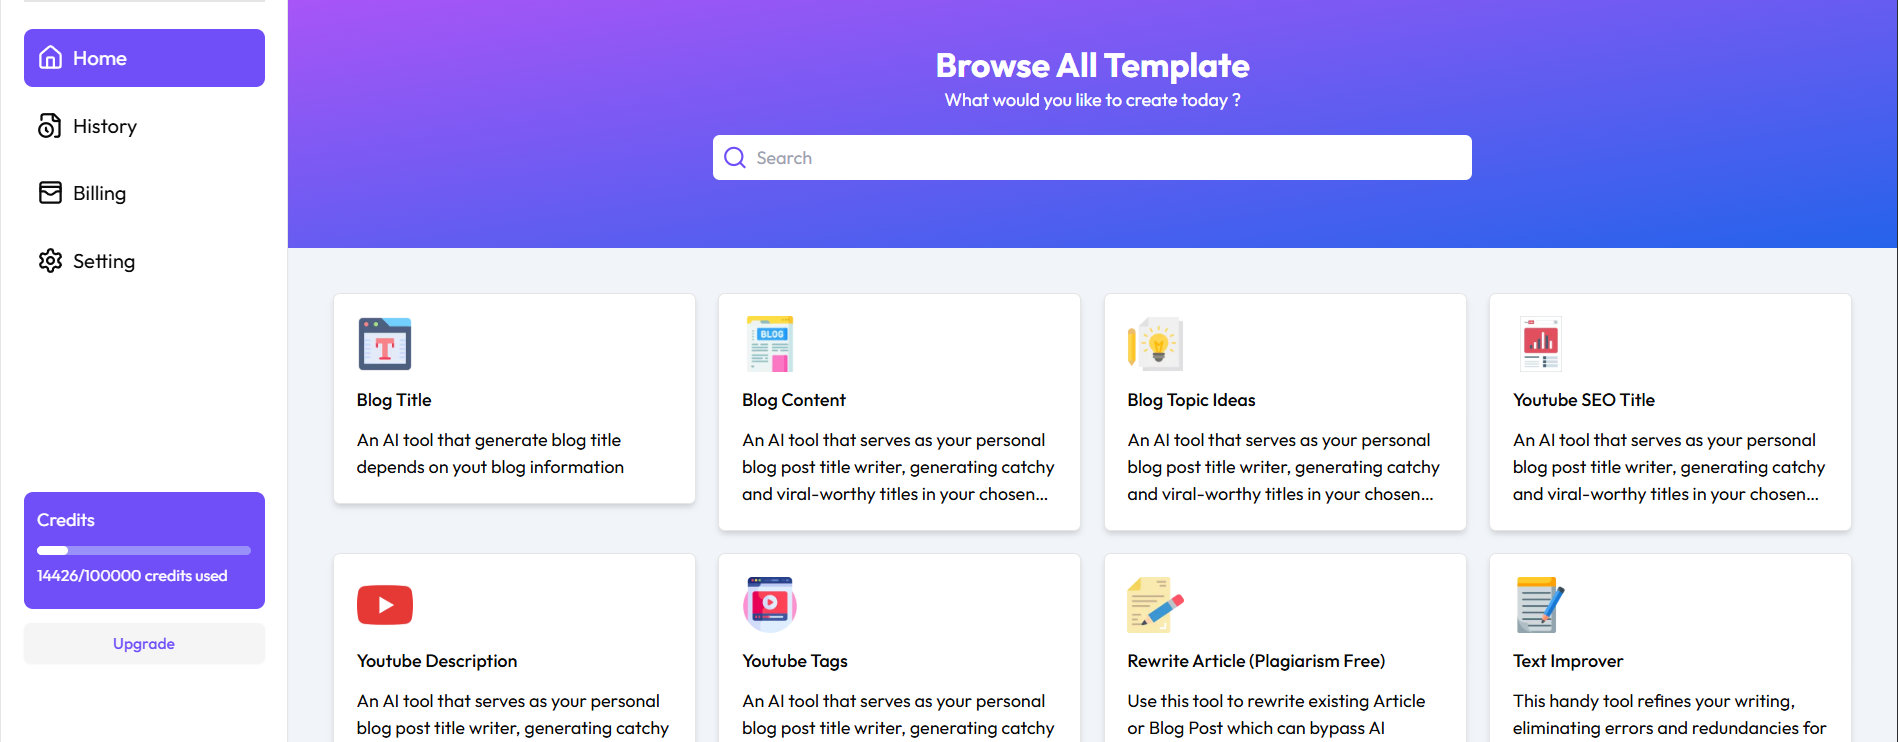 Home
History
Billing
Setting
Credits
14426/100000 credits used
Upgrade
Browse All Template
What would you like to create today ?
Search
Blog Title
An AI tool that generate blog title
depends on yout blog information
BLOG
Blog Content
An AI tool that serves as your personal
blog post title writer, generating catchy
and viral-worthy titles in your chosen...
Blog Topic Ideas
An AI tool that serves as your personal
blog post title writer, generating catchy
and viral-worthy titles in your chosen...
Youtube SEO Title
An AI tool that serves as your personal
blog post title writer, generating catchy
and viral-worthy titles in your chosen...
Youtube Description
An AI tool that serves as your personal
blog post title writer, generating catchy
Youtube Tags
An AI tool that serves as your personal
blog post title writer, generating catchy
Rewrite Article (Plagiarism Free)
Use this tool to rewrite existing Article
or Blog Post which can bypass AI
Text Improver
This handy tool refines your writing,
eliminating errors and redundancies for